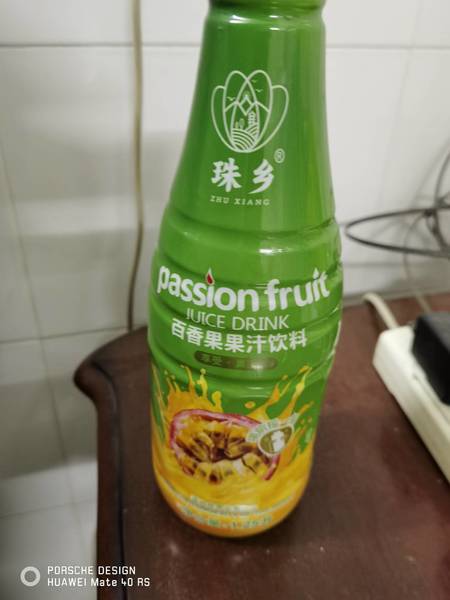 珠乡®
ZHU XIANG
passion fruit
JUICE DRINK
百香果果汁饮料
PORSCHE DESIGN
HUAWEI Mate 40 RS